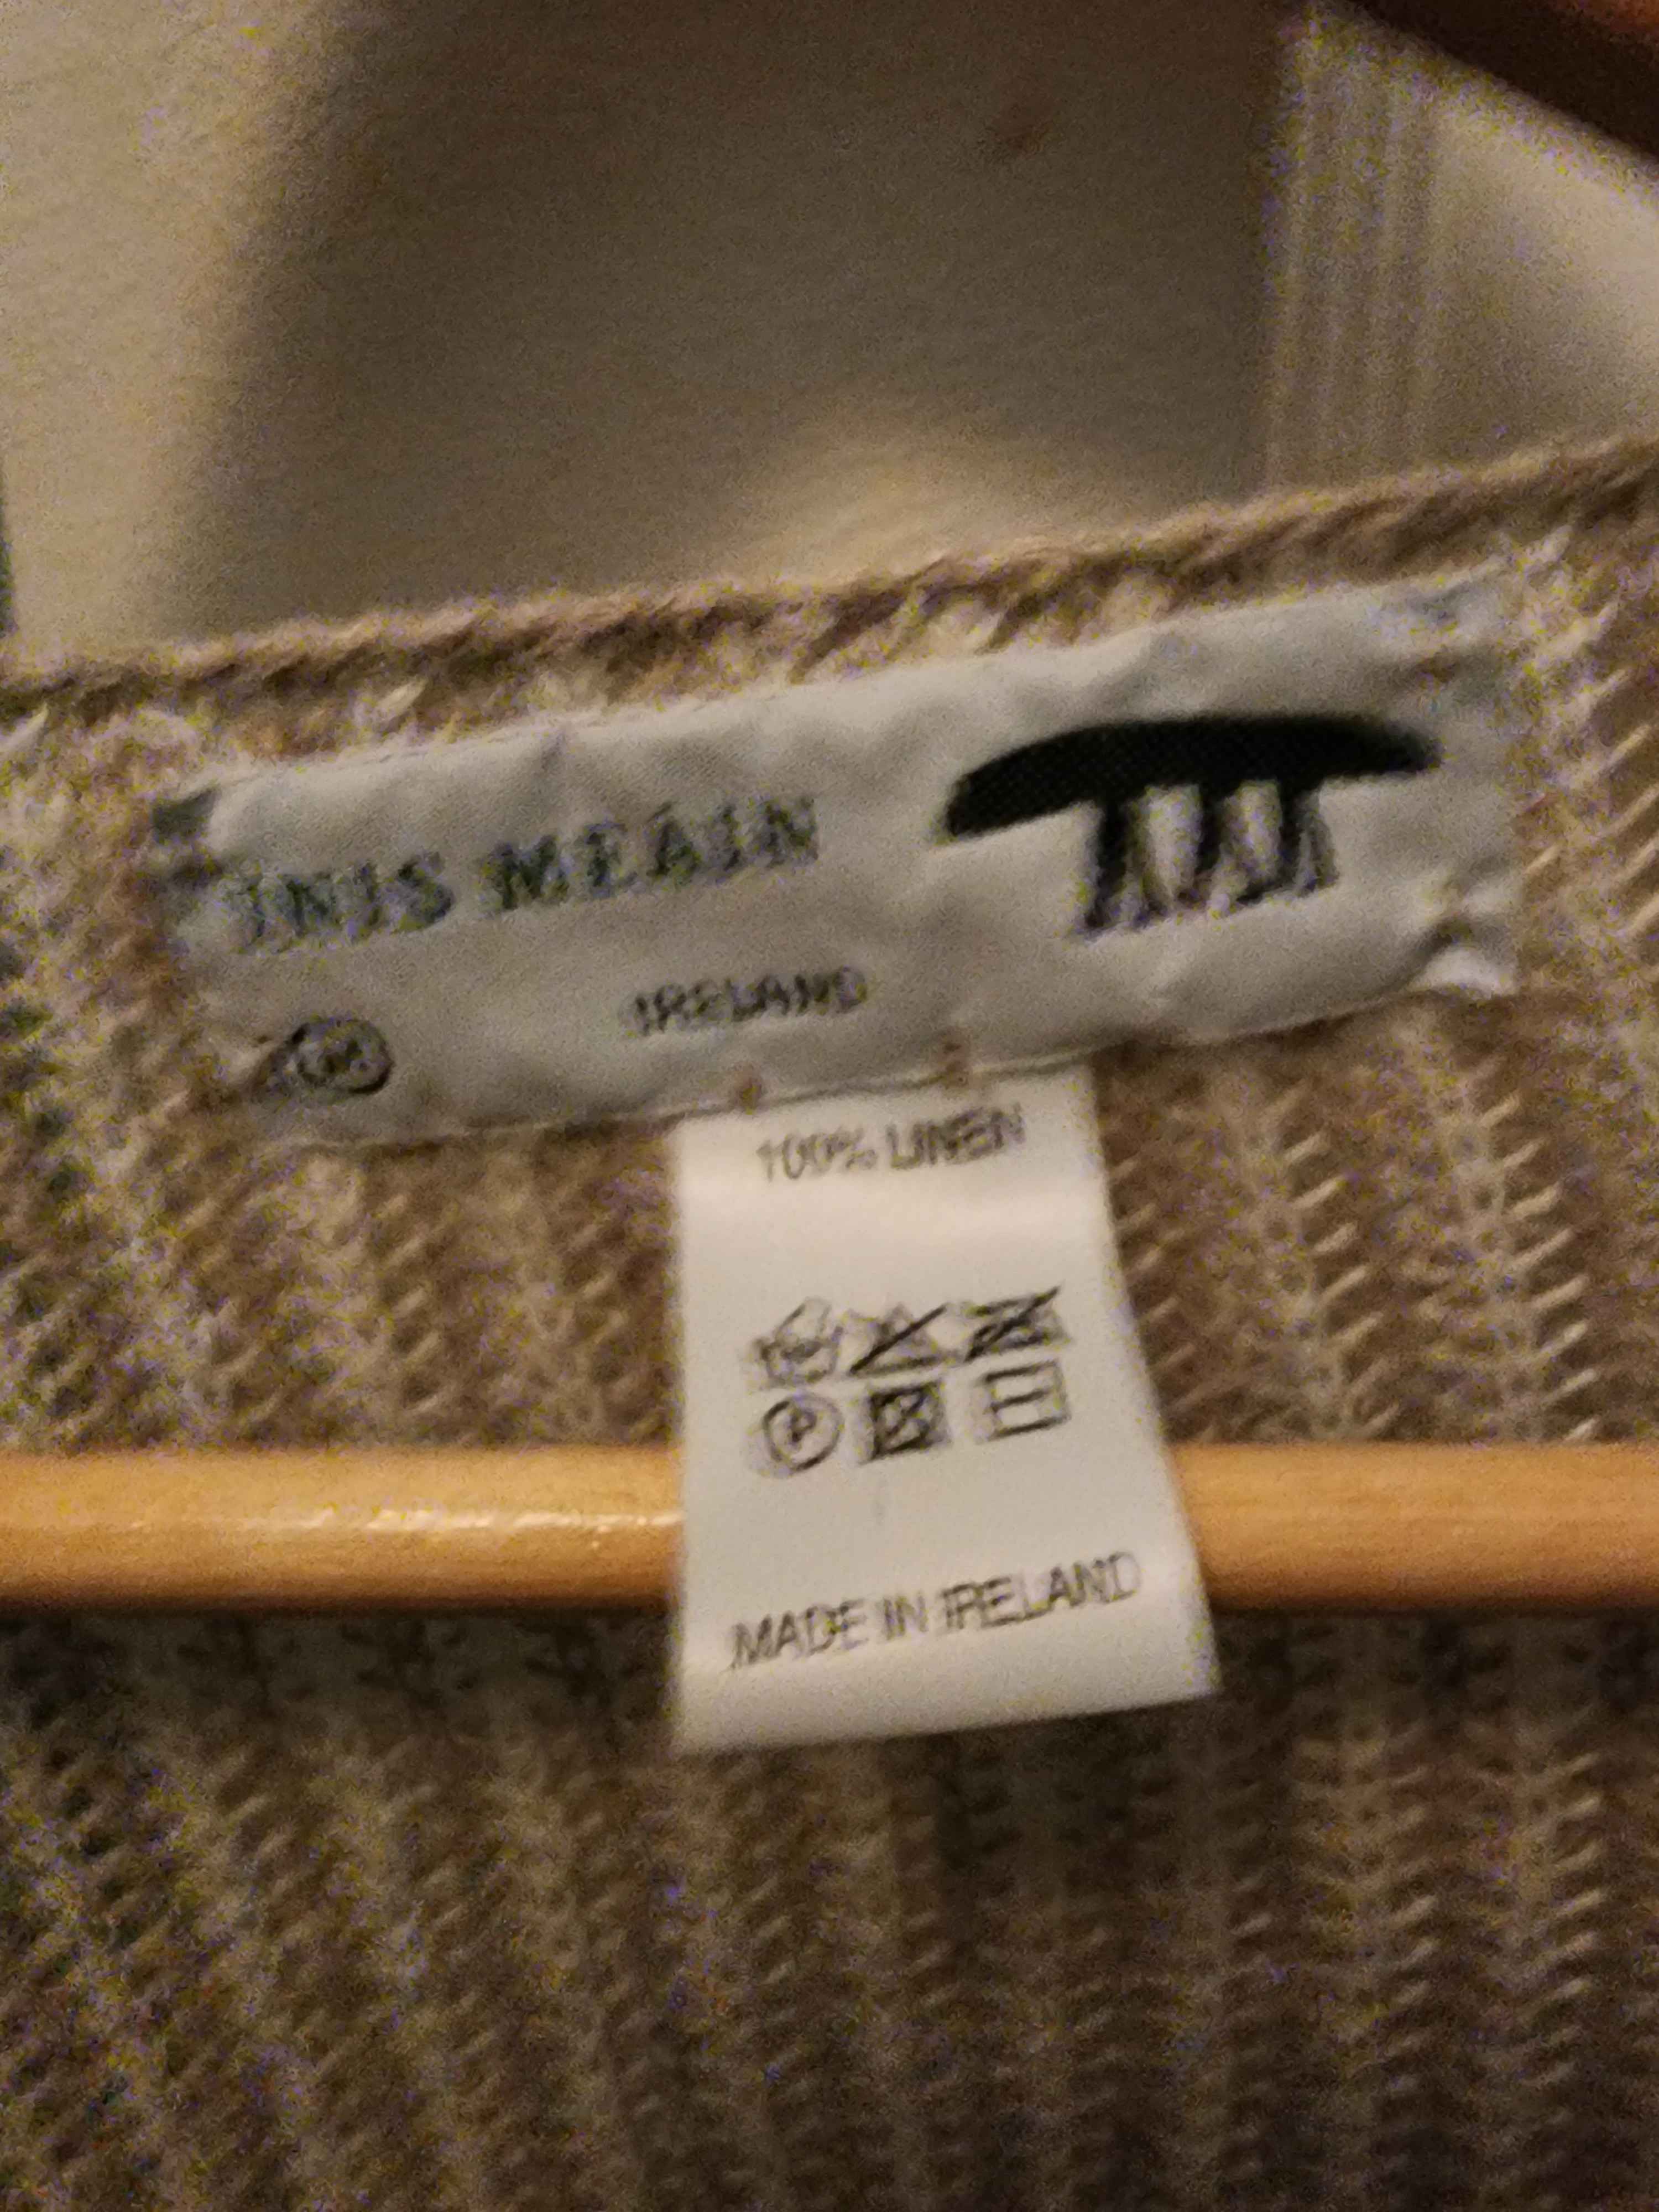 INIS MEÁIN
IRELAND
100% LINEN
P
MADE IN IRELAND